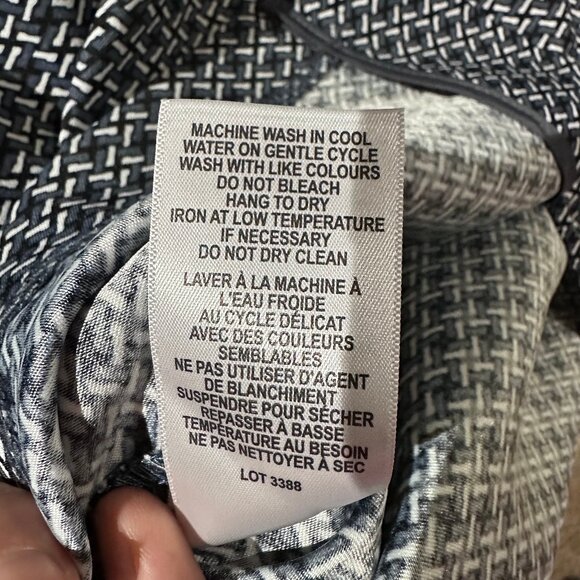 MACHINE WASH IN COOL
WATER ON GENTLE CYCLE
WASH WITH LIKE COLOURS
DO NOT BLEACH
HANG TO DRY
IRON AT LOW TEMPERATURE
IF NECESSARY
DO NOT DRY CLEAN
LAVER À LA MACHINE À
L'EAU FROIDE
AU CYCLE DÉLICAT
AVEC DES COULEURS
SEMBLABLES
NE PAS UTILISER D'AGENT
DE BLANCHIMENT
SUSPENDRE POUR SÉCHER
REPASSER À BASSE
TEMPÉRATURE AU BESOIN
NE PAS NETTOYER À SEC
LOT 3388